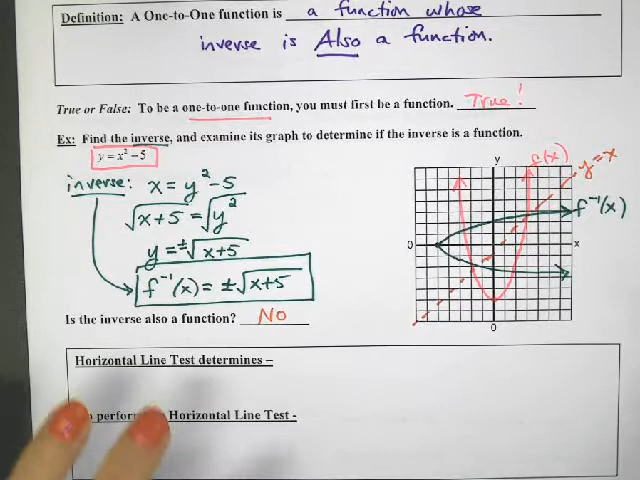 Definition: A One-to-One function is a function whose
inverse is Also a function.
True or False: To be a one-to-one function, you must first be a function. True!
Ex: Find the inverse, and examine its graph to determine if the inverse is a function.
y = x² - 5
inverse: x = y² - 5
√x+5 = √y²
y = ±√x+5
f⁻¹(x) = ±√x+5
Is the inverse also a function? No
y
f(x)
y = x
f⁻¹(x)
0
x
0
Horizontal Line Test determines –
perform Horizontal Line Test -